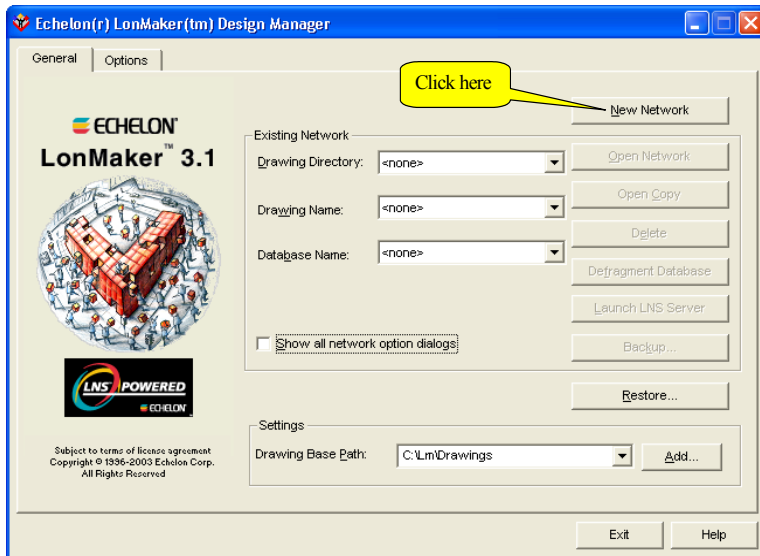 Echelon(r) LonMaker(tm) Design Manager
General
Options
Click here
New Network
ECHELON
LonMaker™ 3.1
Existing Network
Drawing Directory:
<none>
Open Network
Open Copy
Drawing Name:
<none>
Delete
Database Name:
<none>
Defragment Database
Launch LNS Server
Show all network option dialogs
Backup...
LNS POWERED
ECHELON
Restore...
Settings
Drawing Base Path:
C:\Lm\Drawings
Add...
Subject to terms of license agreement
Copyright © 1996-2003 Echelon Corp.
All Rights Reserved
Exit
Help